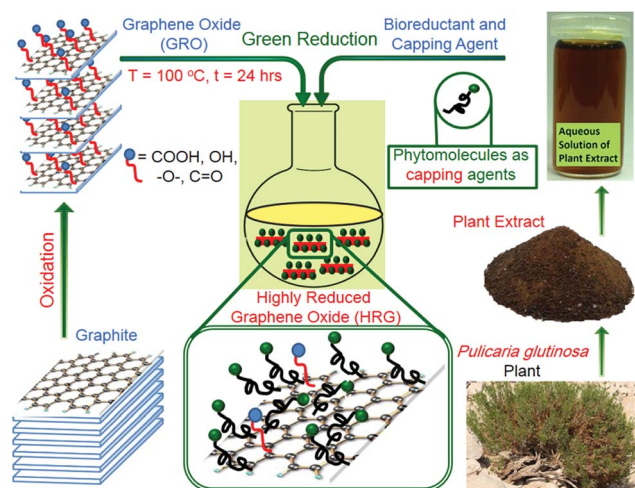 Graphene Oxide
(GRO)
Green Reduction
Bioreductant and
Capping Agent
T = 100 ºC, t = 24 hrs
= COOH, OH,
-O-, C=O
Phytomolecules as
capping agents
Aqueous
Solution of
Plant Extract
Oxidation
Graphite
Plant Extract
Highly Reduced
Graphene Oxide (HRG)
Pulicaria glutinosa
Plant